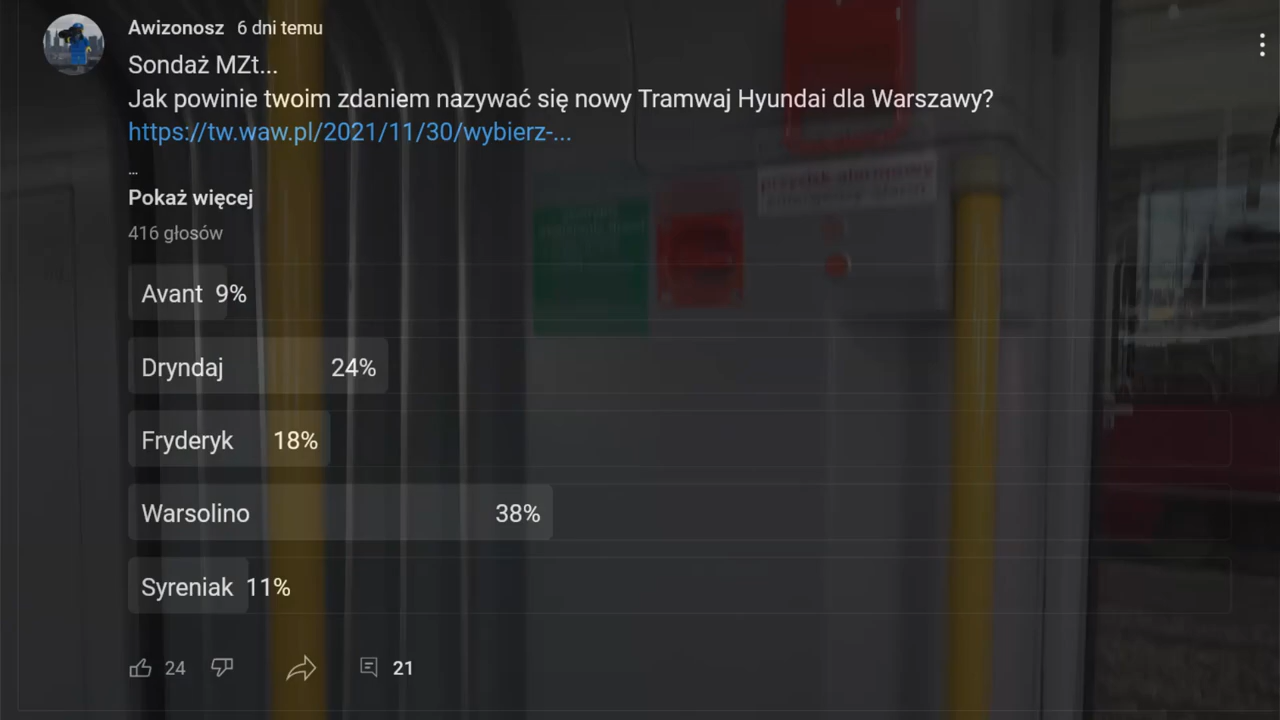 Awizonosz 6 dni temu
Sondaż MZt...
Jak powinie twoim zdaniem nazywać się nowy Tramwaj Hyundai dla Warszawy?
https://tw.waw.pl/2021/11/30/wybierz-...
...
Pokaż więcej
416 głosów
Avant 9%
Dryndaj 24%
Fryderyk 18%
Warsolino 38%
Syreniak 11%
24 21
przycisk alarmowy